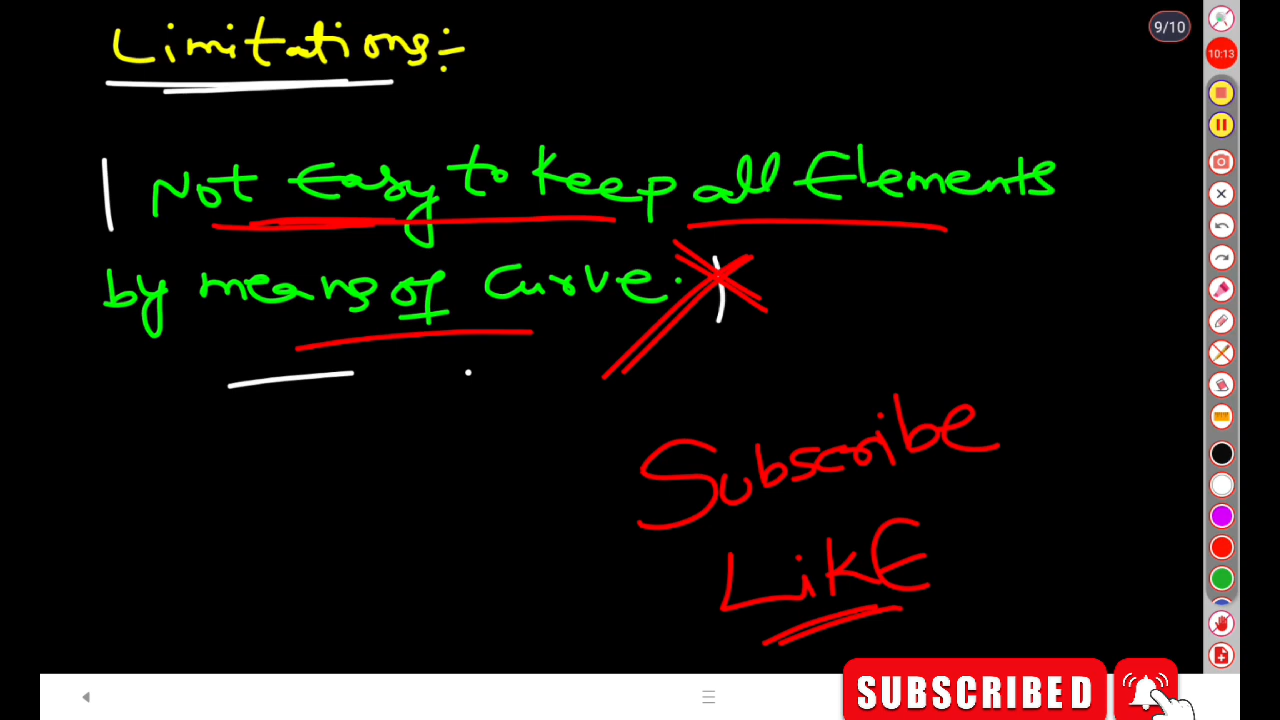 Limitations:-
9/10
10:13
Not Easy to Keep all Elements
by means of Curve.
Subscribe
LikE
SUBSCRIBED